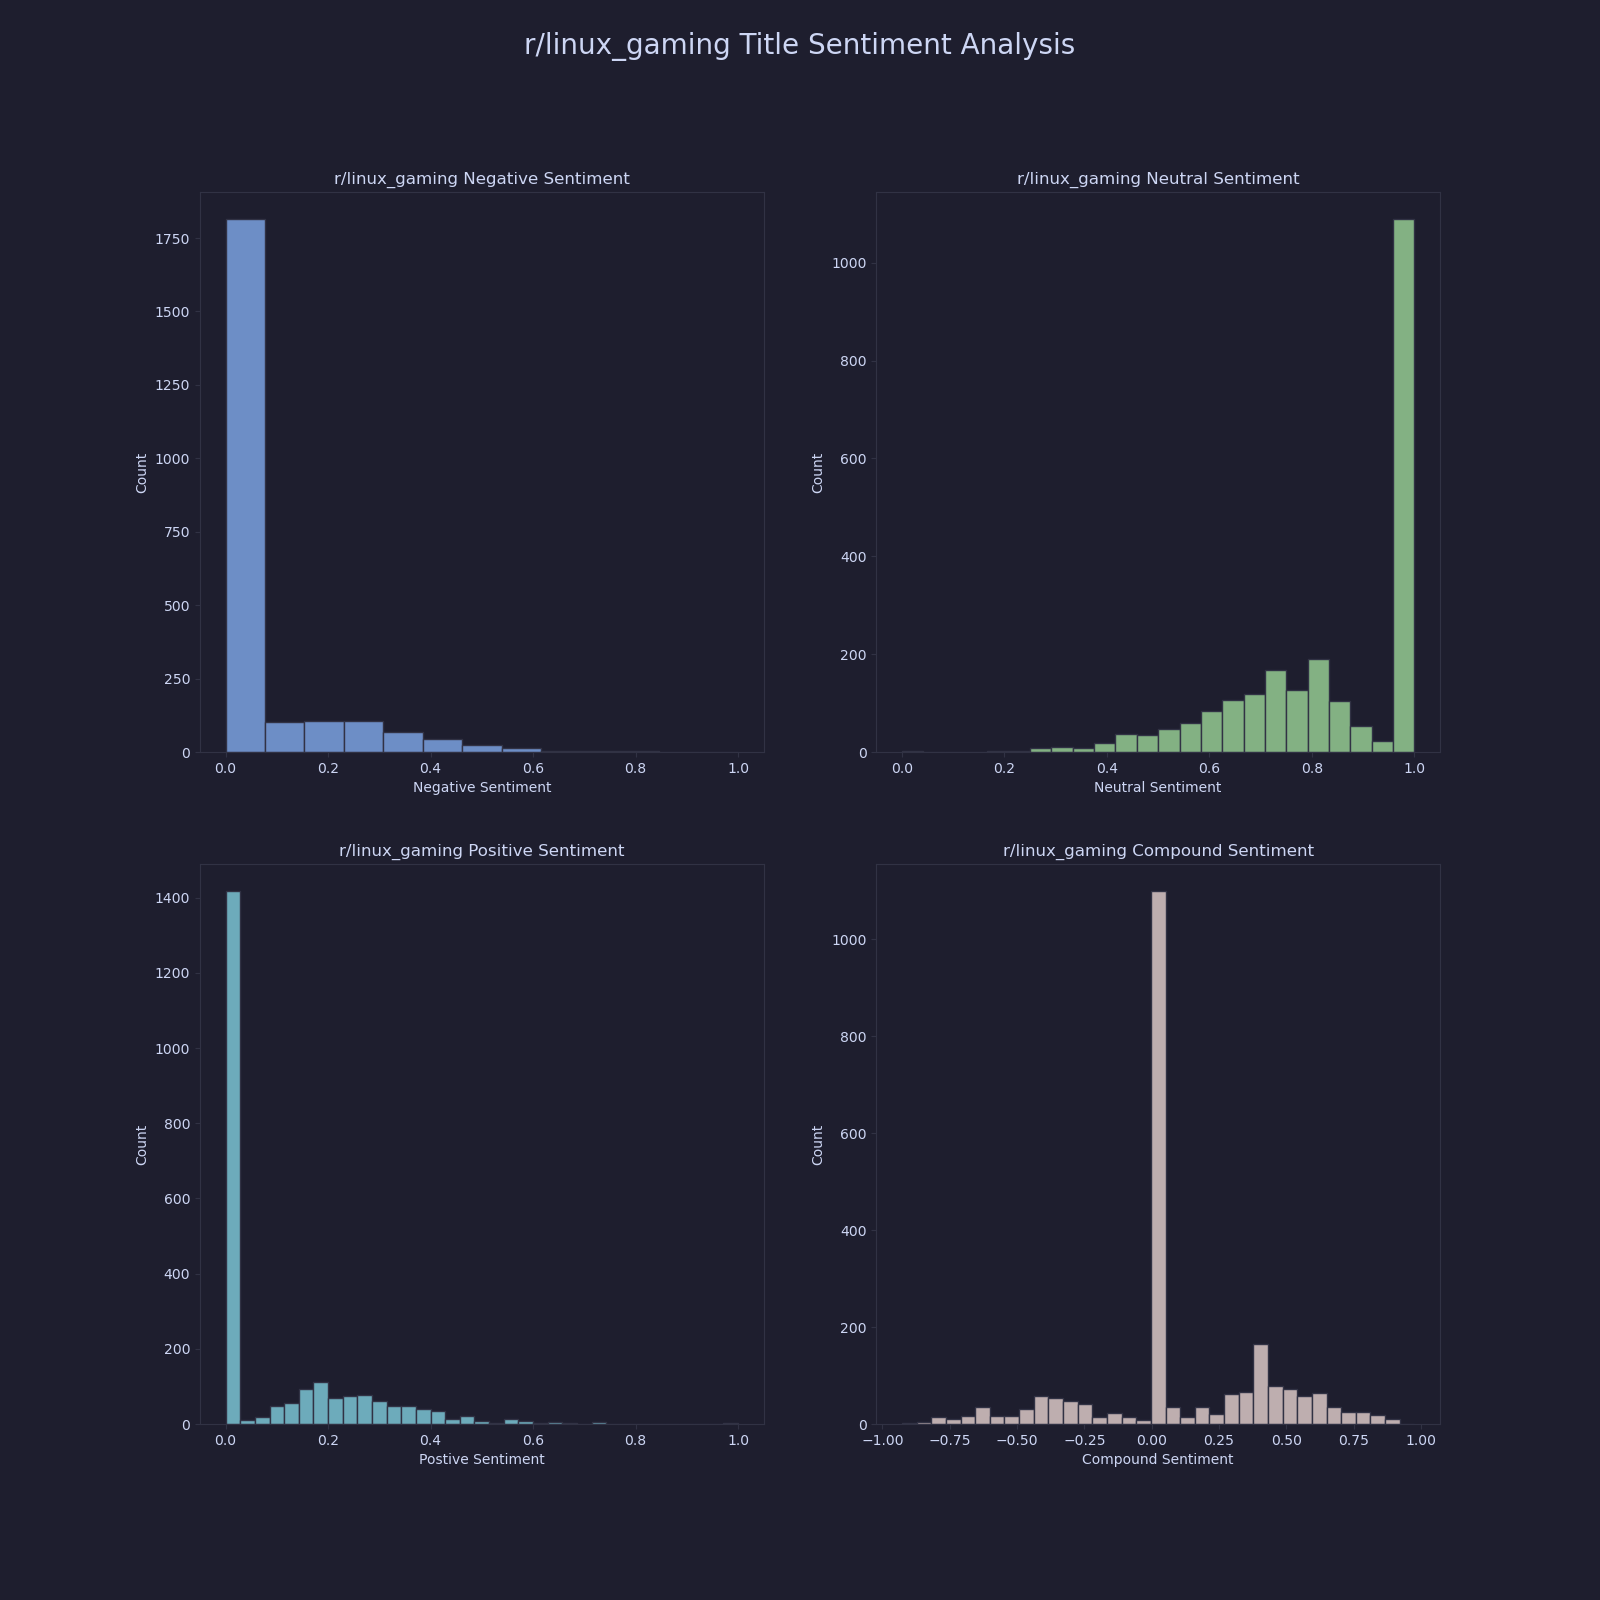 r/linux_gaming Title Sentiment Analysis
r/linux_gaming Negative Sentiment
1750
1500
1250
1000
750
500
250
0
Count
0.0 0.2 0.4 0.6 0.8 1.0
Negative Sentiment
r/linux_gaming Neutral Sentiment
1000
800
600
400
200
0
Count
0.0 0.2 0.4 0.6 0.8 1.0
Neutral Sentiment
r/linux_gaming Positive Sentiment
1400
1200
1000
800
600
400
200
0
Count
0.0 0.2 0.4 0.6 0.8 1.0
Postive Sentiment
r/linux_gaming Compound Sentiment
1000
800
600
400
200
0
Count
−1.00 −0.75 −0.50 −0.25 0.00 0.25 0.50 0.75 1.00
Compound Sentiment